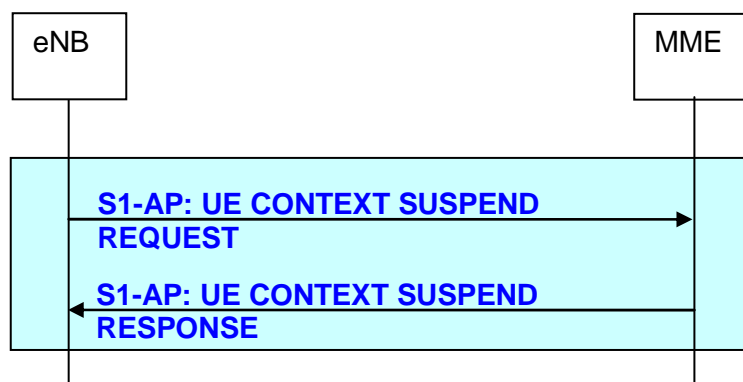 eNB
MME
S1-AP: UE CONTEXT SUSPEND
REQUEST
S1-AP: UE CONTEXT SUSPEND
RESPONSE